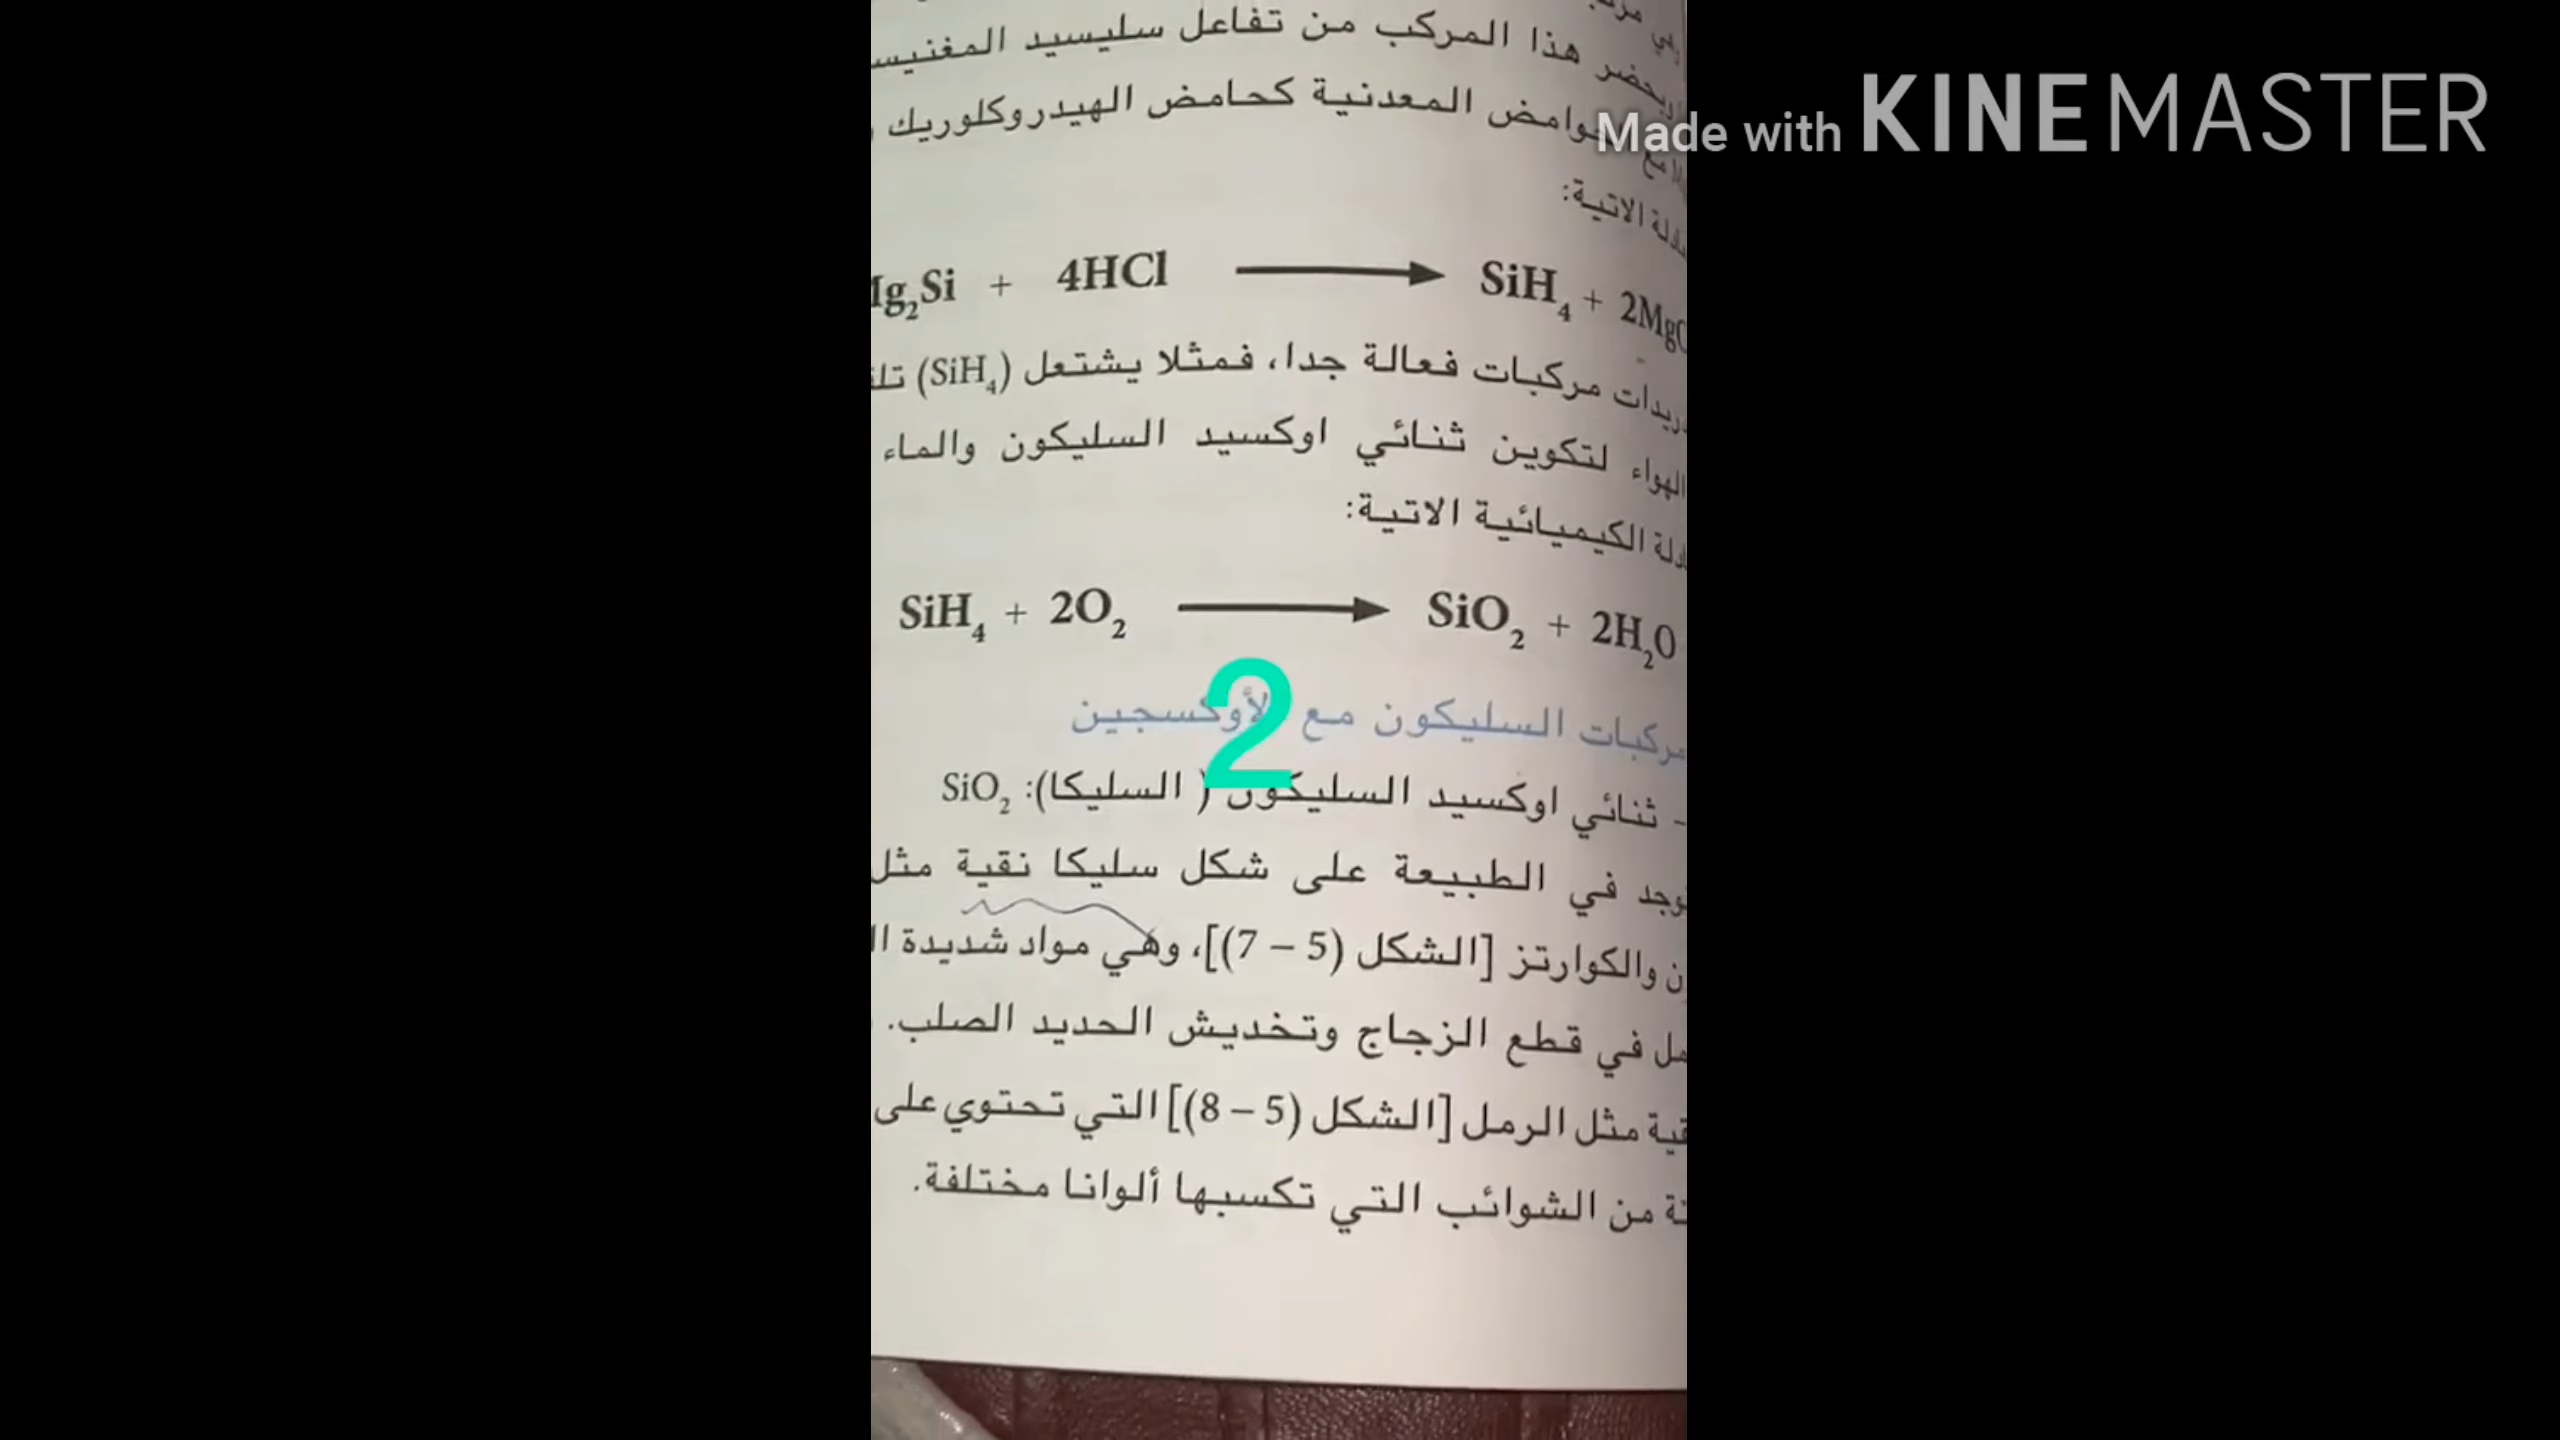 هذا المركب من تفاعل سليسيد
المعدنية كحامض الهيدروكلوريك
الاتية:
Made with KINEMASTER
Mg₂Si + 4HCl ⟶ SiH₄ + 2MgC
مركبات فعالة جدا، فمثلا يشتعل (SiH₄)
الهواء لتكوين ثنائي اوكسيد السليكون والماء
الكيميائية الاتية:
SiH₄ + 2O₂ ⟶ SiO₂ + 2H₂O
2
مركبات السليكون مع الأوكسجين
- ثنائي اوكسيد السليكون ( السليكا): SiO₂
في الطبيعة على شكل سليكا نقية مثل
والكوارتز [الشكل (5 – 7)]، وهي مواد شديدة
في قطع الزجاج وتخديش الحديد الصلب.
مثل الرمل [الشكل (5 – 8)] التي تحتوي على
من الشوائب التي تكسبها ألوانا مختلفة.